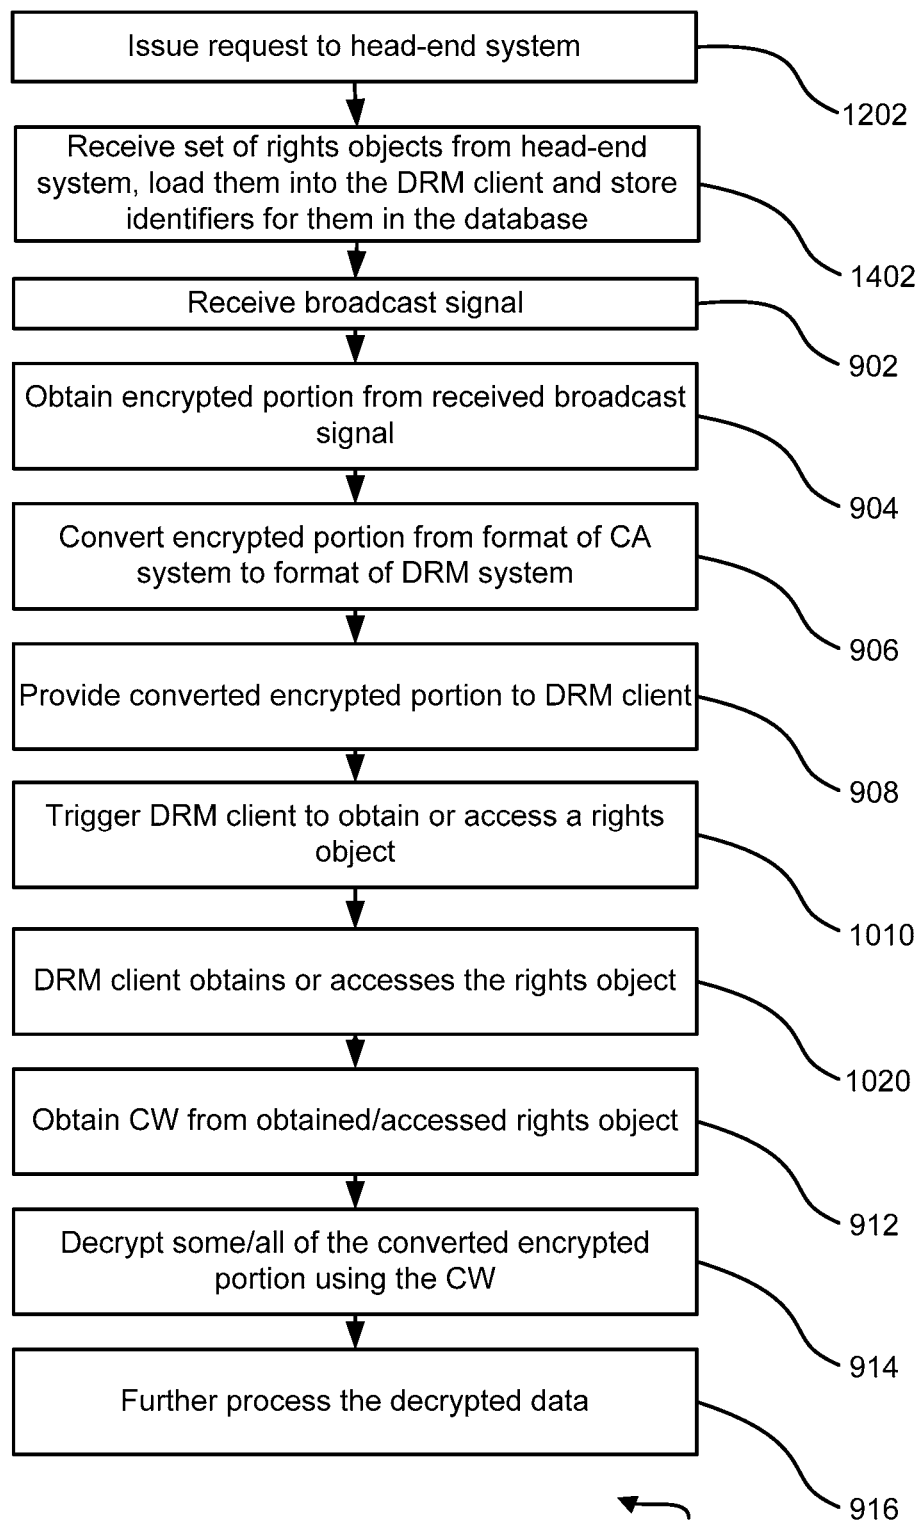 Issue request to head-end system
1202
Receive set of rights objects from head-end
system, load them into the DRM client and store
identifiers for them in the database
1402
Receive broadcast signal
902
Obtain encrypted portion from received broadcast
signal
904
Convert encrypted portion from format of CA
system to format of DRM system
906
Provide converted encrypted portion to DRM client
908
Trigger DRM client to obtain or access a rights
object
1010
DRM client obtains or accesses the rights object
1020
Obtain CW from obtained/accessed rights object
912
Decrypt some/all of the converted encrypted
portion using the CW
914
Further process the decrypted data
916